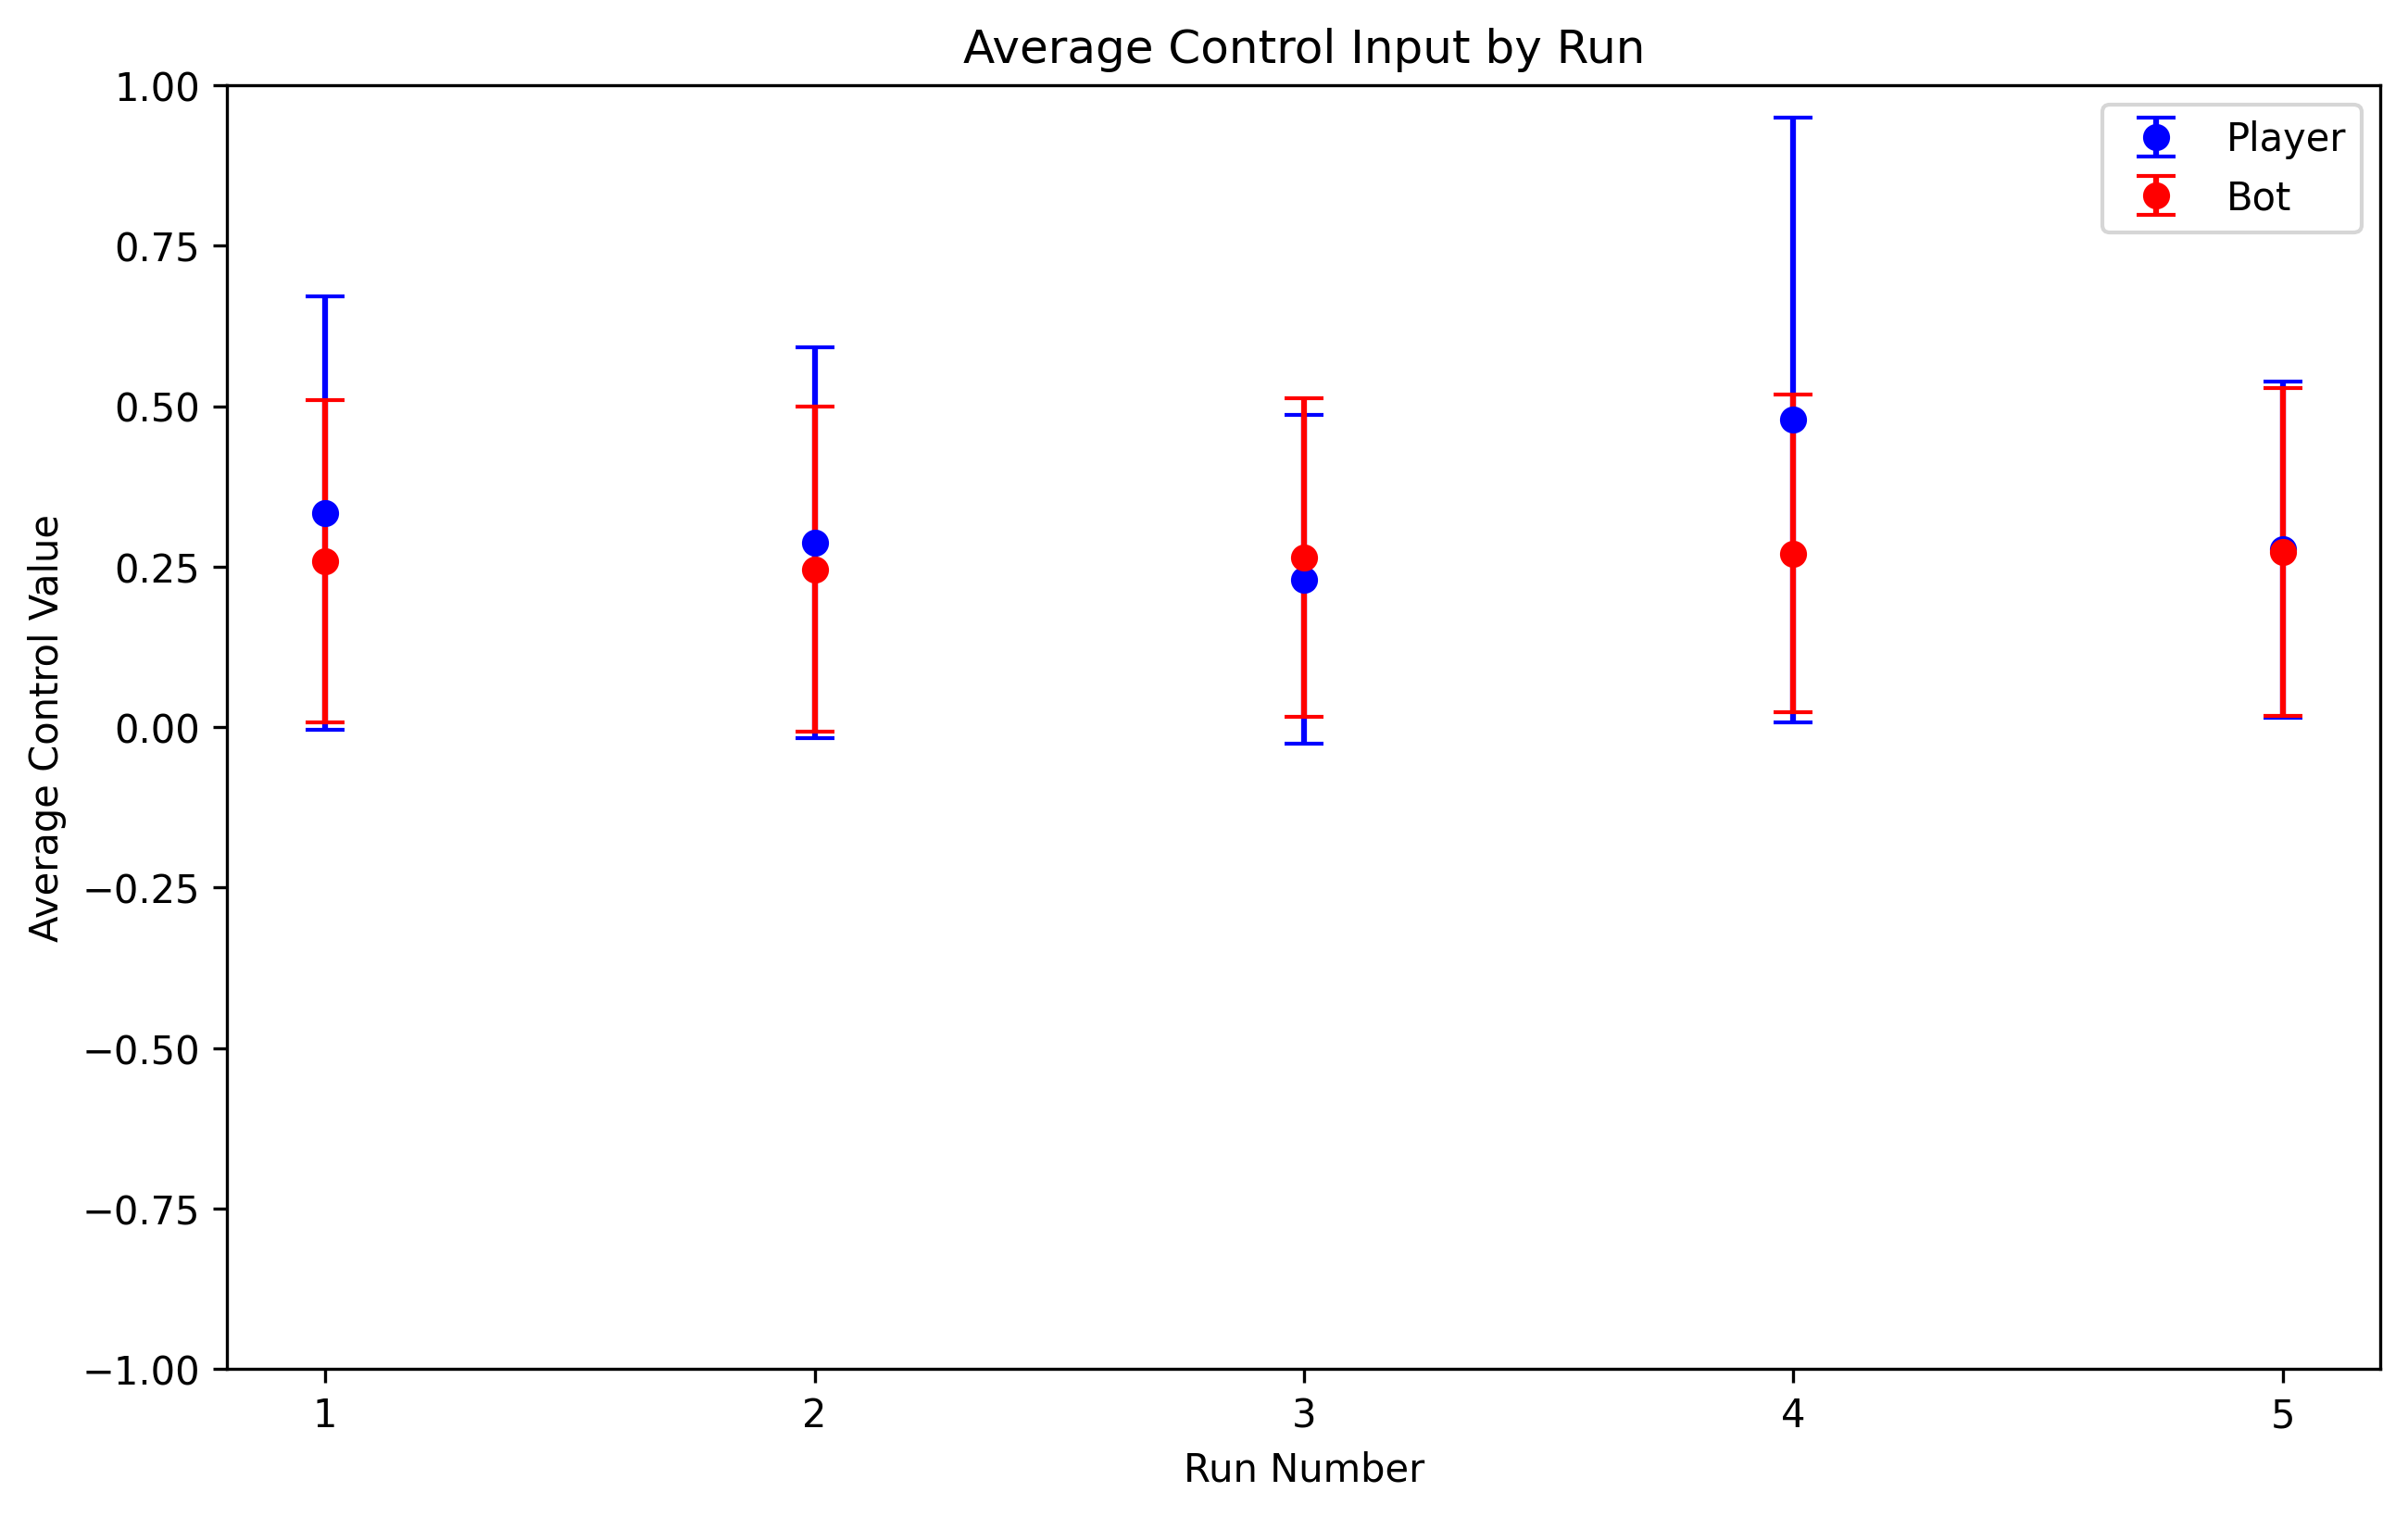 Average Control Input by Run
Player
Bot
Average Control Value
1.00
0.75
0.50
0.25
0.00
−0.25
−0.50
−0.75
−1.00
1 2 3 4 5
Run Number